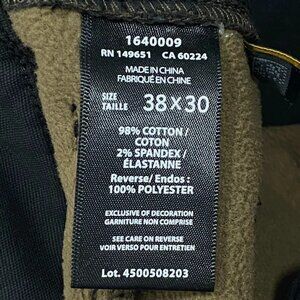 1640009
RN 149651 CA 60224
MADE IN CHINA
FABRIQUÉ EN CHINE
SIZE
TAILLE 38 X 30
98% COTTON /
COTON
2% SPANDEX /
ÉLASTANNE
Reverse/ Endos :
100% POLYESTER
EXCLUSIVE OF DECORATION
GARNITURE NON COMPRISE
SEE CARE ON REVERSE
VOIR VERSO POUR ENTRETIEN
Lot. 4500508203